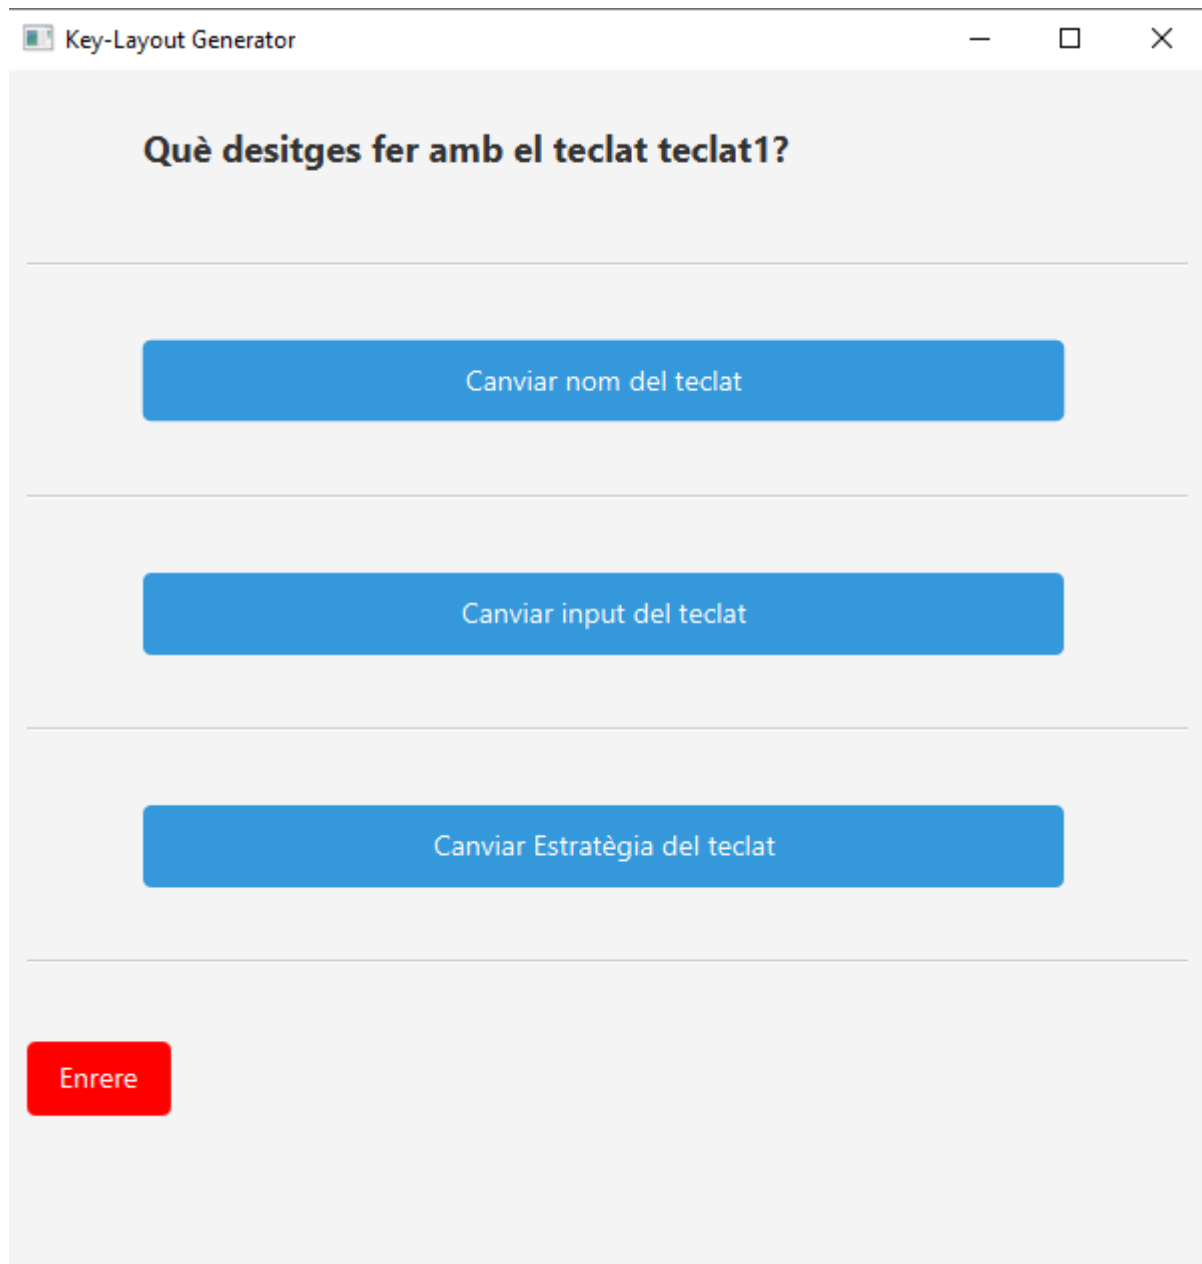 Key-Layout Generator
Què desitges fer amb el teclat teclat1?
Canviar nom del teclat
Canviar input del teclat
Canviar Estratègia del teclat
Enrere